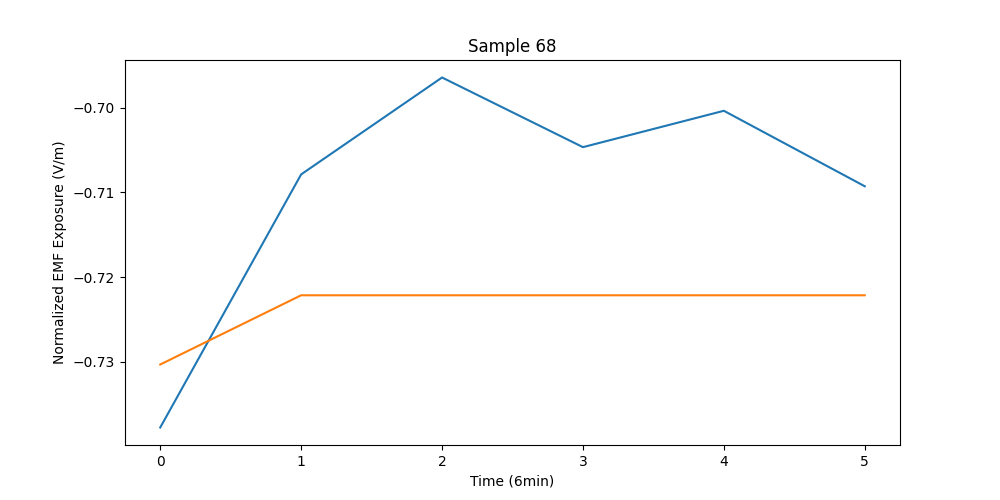 Sample 68
Normalized EMF Exposure (V/m)
−0.70
−0.71
−0.72
−0.73
0 1 2 3 4 5
Time (6min)